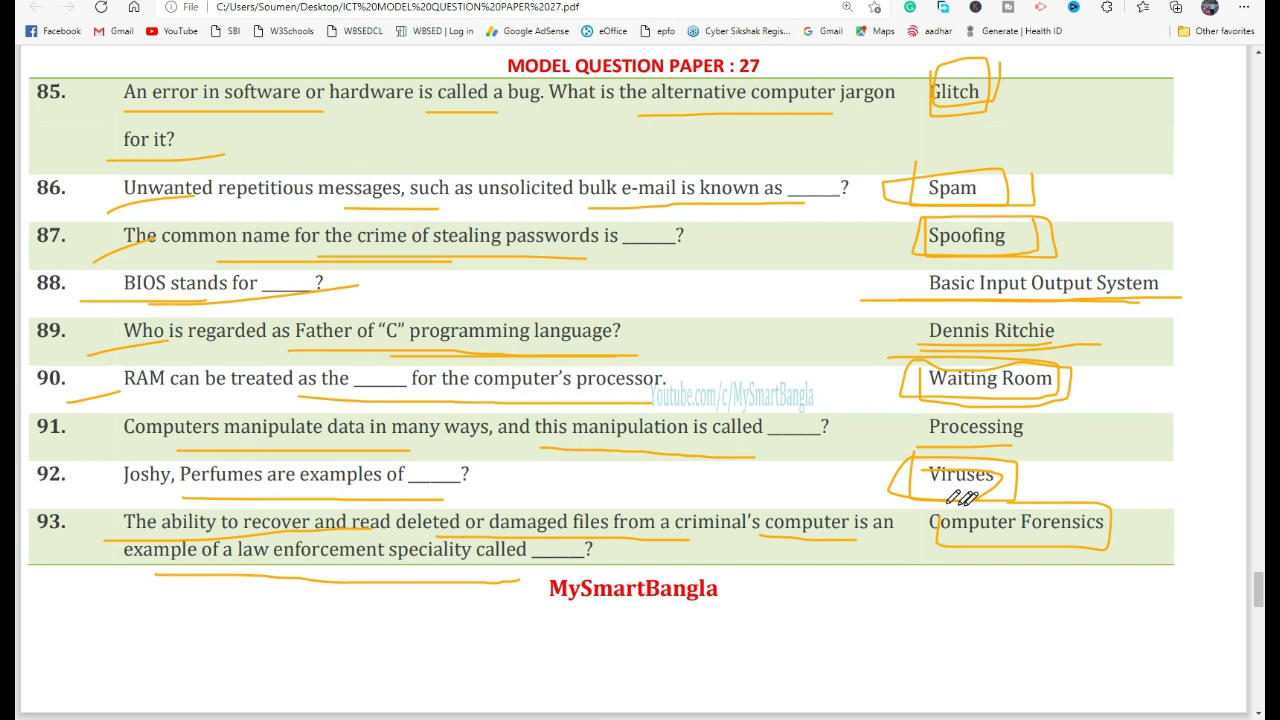 File | C:/Users/Soumen/Desktop/ICT%20MODEL%20QUESTION%20PAPER%2027.pdf
Facebook Gmail YouTube SBI W3Schools WBSEDCL WBSED | Log in Google AdSense eOffice epfo Cyber Sikshak Regis... Gmail Maps aadhar Generate | Health ID Other favorites
MODEL QUESTION PAPER : 27
85. An error in software or hardware is called a bug. What is the alternative computer jargon Glitch
for it?
86. Unwanted repetitious messages, such as unsolicited bulk e-mail is known as ______? Spam
87. The common name for the crime of stealing passwords is ______? Spoofing
88. BIOS stands for ______? Basic Input Output System
89. Who is regarded as Father of “C” programming language? Dennis Ritchie
90. RAM can be treated as the ______ for the computer’s processor. Waiting Room
Youtube.com/c/MySmartBangla
91. Computers manipulate data in many ways, and this manipulation is called ______? Processing
92. Joshy, Perfumes are examples of ______? Viruses
93. The ability to recover and read deleted or damaged files from a criminal’s computer is an Computer Forensics
example of a law enforcement speciality called ______?
MySmartBangla